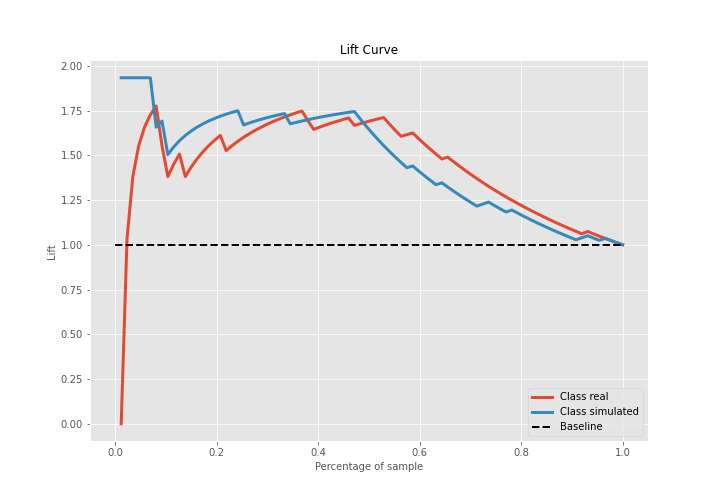 Lift Curve
2.00
1.75
1.50
1.25
1.00
0.75
0.50
0.25
0.00
Lift
0.0 0.2 0.4 0.6 0.8 1.0
Percentage of sample
Class real
Class simulated
Baseline